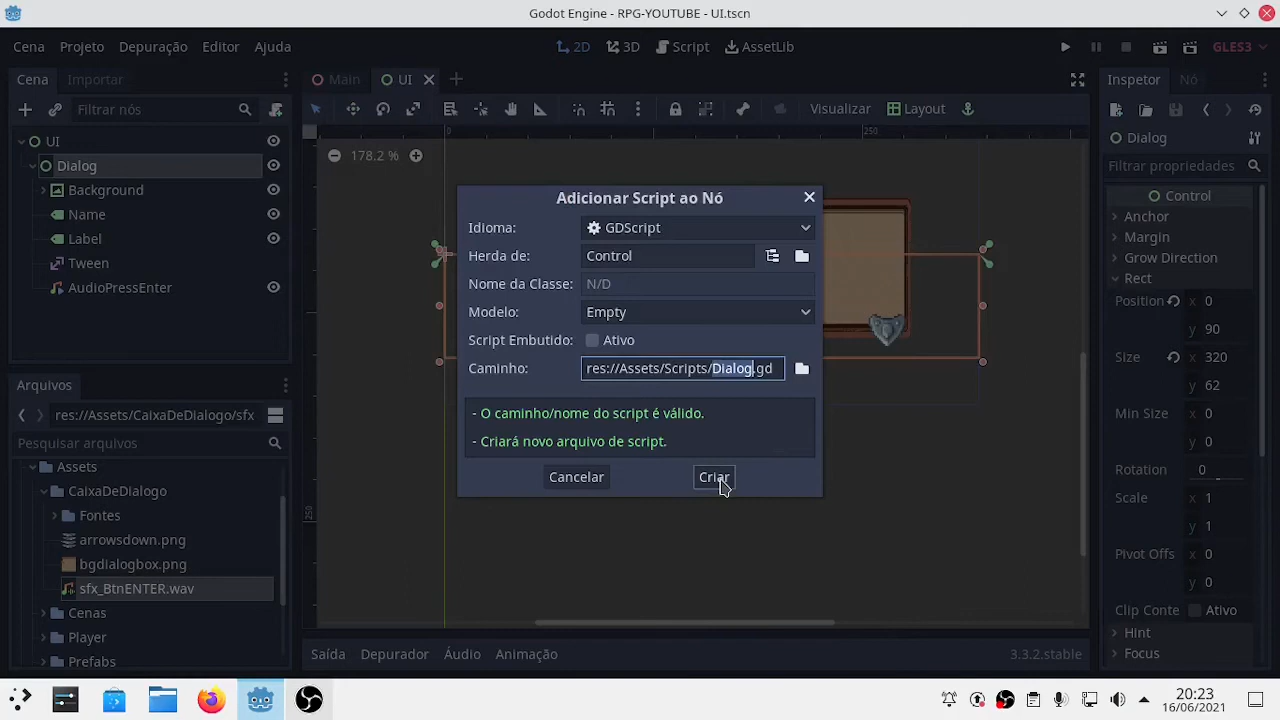 Godot Engine - RPG-YOUTUBE - UI.tscn
Cena Projeto Depuração Editor Ajuda
2D 3D Script AssetLib
GLES3
Cena Importar
Filtrar nós
UI
Dialog
Background
Name
Label
Tween
AudioPressEnter
Arquivos
res://Assets/CaixaDeDialogo/sfx
Pesquisar arquivos
Assets
CaixaDeDialogo
Fontes
arrowsdown.png
bgdialogbox.png
sfx_BtnENTER.wav
Cenas
Player
Prefabs
Main UI
Visualizar Layout
0 250
178.2 %
250
Adicionar Script ao Nó
Idioma: GDScript
Herda de: Control
Nome da Classe: N/D
Modelo: Empty
Script Embutido: Ativo
Caminho: res://Assets/Scripts/Dialog.gd
- O caminho/nome do script é válido.
- Criará novo arquivo de script.
Cancelar Criar
Saída Depurador Áudio Animação 3.3.2.stable
Inspetor Nó
Dialog
Filtrar propriedades
Control
Anchor
Margin
Grow Direction
Rect
Position x 0
y 90
Size x 320
y 62
Min Size x 0
y 0
Rotation 0
Scale x 1
y 1
Pivot Offs x 0
y 0
Clip Conte Ativo
Hint
Focus
20:23
16/06/2021